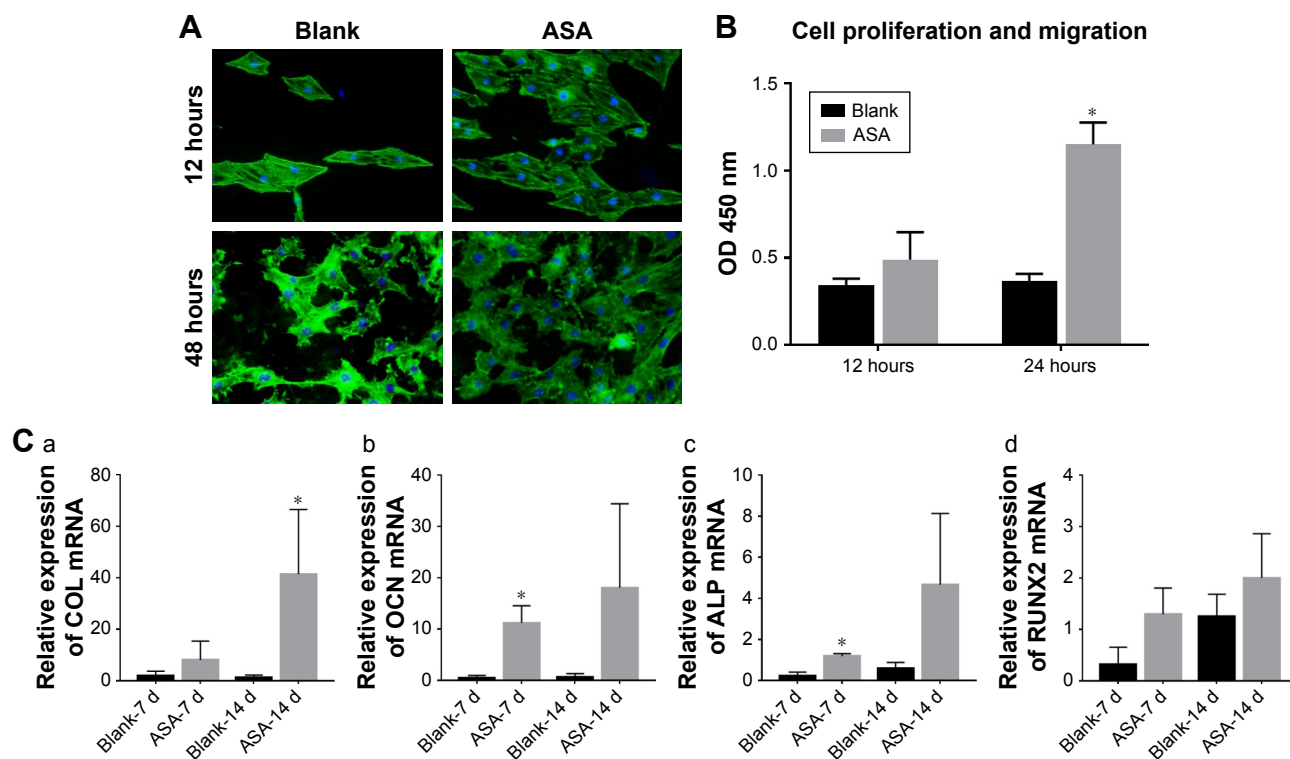 A
Blank
ASA
12 hours
48 hours
B
Cell proliferation and migration
OD 450 nm
1.5
1.0
0.5
0.0
Blank
ASA
*
12 hours
24 hours
C
a
Relative expression
of COL mRNA
80
60
40
20
0
*
Blank-7 d
ASA-7 d
Blank-14 d
ASA-14 d
b
Relative expression
of OCN mRNA
40
30
20
10
0
*
Blank-7 d
ASA-7 d
Blank-14 d
ASA-14 d
c
Relative expression
of ALP mRNA
10
8
6
4
2
0
*
Blank-7 d
ASA-7 d
Blank-14 d
ASA-14 d
d
Relative expression
of RUNX2 mRNA
4
3
2
1
0
Blank-7 d
ASA-7 d
Blank-14 d
ASA-14 d